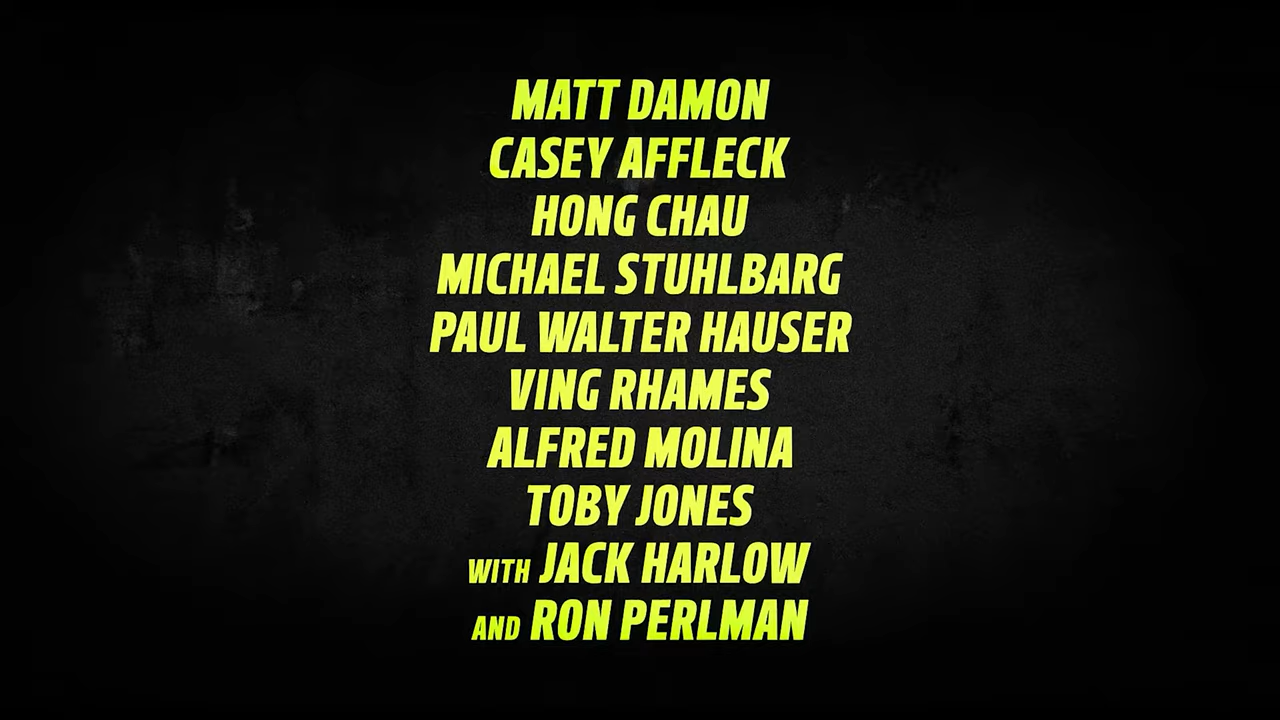 MATT DAMON
CASEY AFFLECK
HONG CHAU
MICHAEL STUHLBARG
PAUL WALTER HAUSER
VING RHAMES
ALFRED MOLINA
TOBY JONES
WITH JACK HARLOW
AND RON PERLMAN